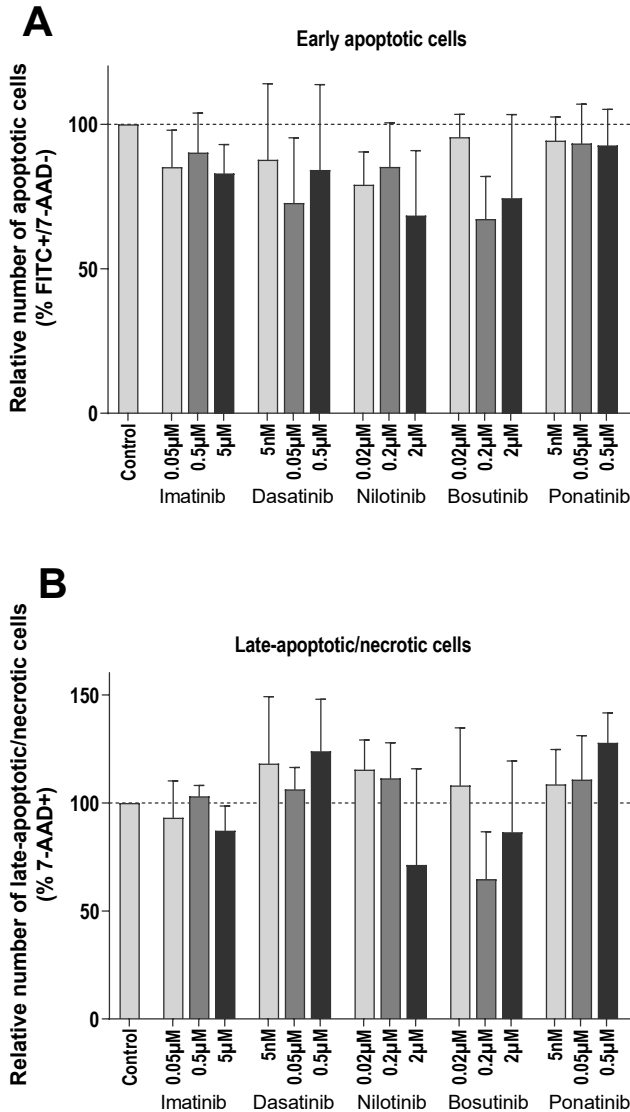 A
Early apoptotic cells
Relative number of apoptotic cells
(% FITC+/7-AAD-)
100
50
0
Control
0.05µM
0.5µM
5µM
5nM
0.05µM
0.5µM
0.02µM
0.2µM
2µM
0.02µM
0.2µM
2µM
5nM
0.05µM
0.5µM
Imatinib Dasatinib Nilotinib Bosutinib Ponatinib
B
Late-apoptotic/necrotic cells
Relative number of late-apoptotic/necrotic cells
(% 7-AAD+)
150
100
50
0
Control
0.05µM
0.5µM
5µM
5nM
0.05µM
0.5µM
0.02µM
0.2µM
2µM
0.02µM
0.2µM
2µM
5nM
0.05µM
0.5µM
Imatinib Dasatinib Nilotinib Bosutinib Ponatinib